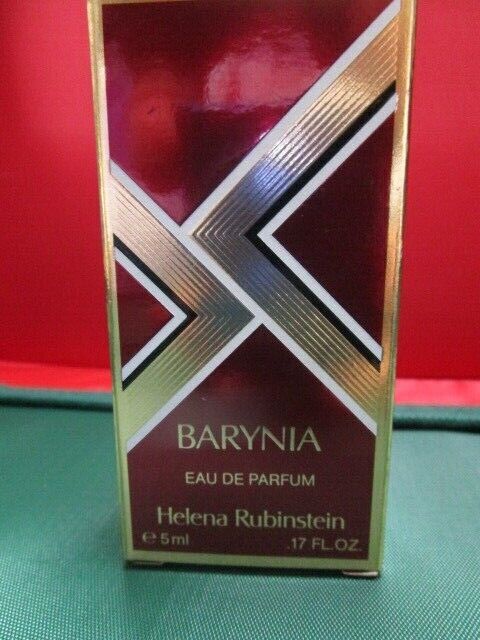 BARYNIA
EAU DE PARFUM
Helena Rubinstein
℮ 5ml .17 FL.OZ.